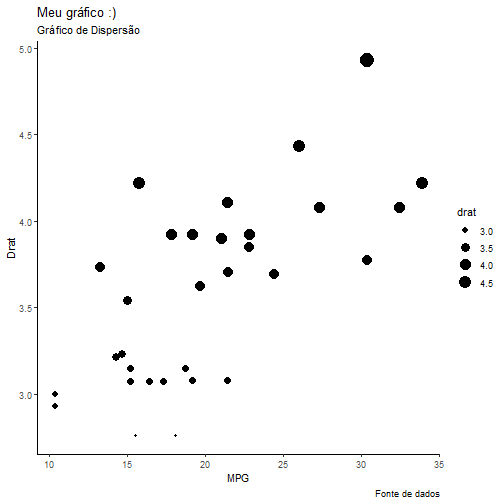 Meu gráfico :)
Gráfico de Dispersão
5.0
4.5
4.0
3.5
3.0
Drat
10 15 20 25 30 35
MPG
drat
3.0
3.5
4.0
4.5
Fonte de dados